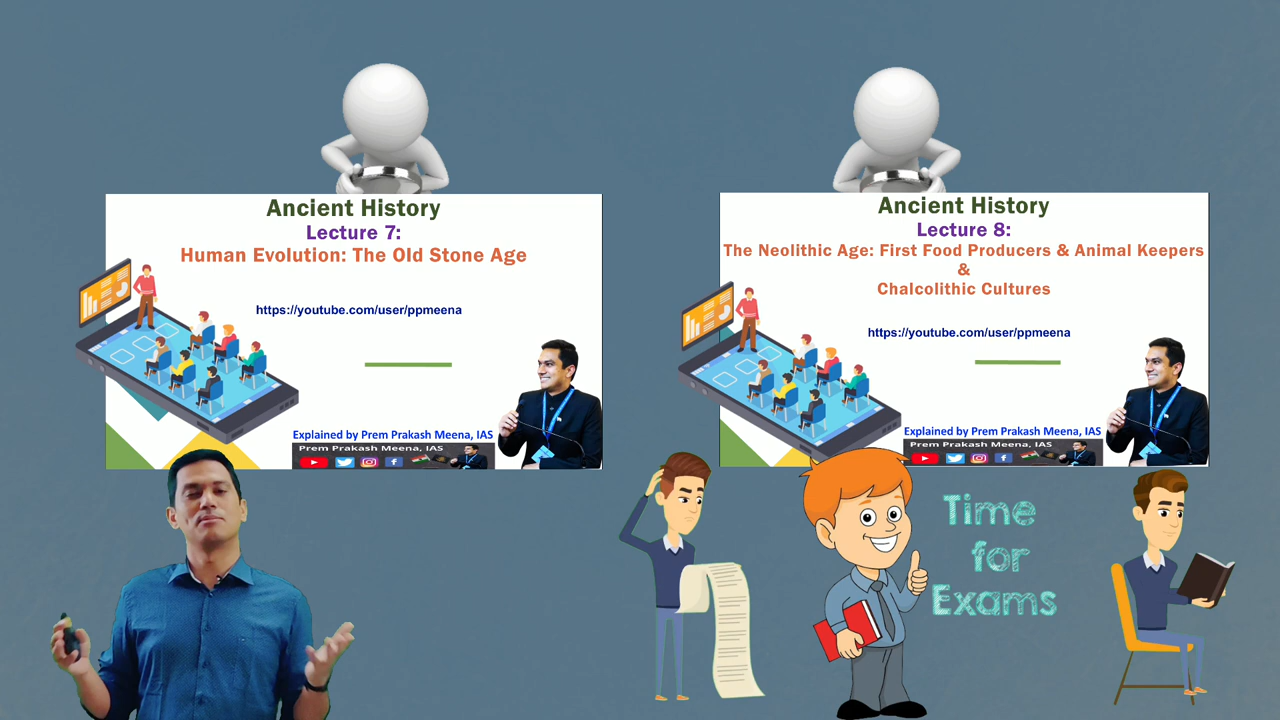 Ancient History
Lecture 7:
Human Evolution: The Old Stone Age
https://youtube.com/user/ppmeena
Explained by Prem Prakash Meena, IAS
Prem Prakash Meena, IAS
Ancient History
Lecture 8:
The Neolithic Age: First Food Producers & Animal Keepers
&
Chalcolithic Cultures
https://youtube.com/user/ppmeena
Explained by Prem Prakash Meena, IAS
Prem Prakash Meena, IAS
Time
for
Exams